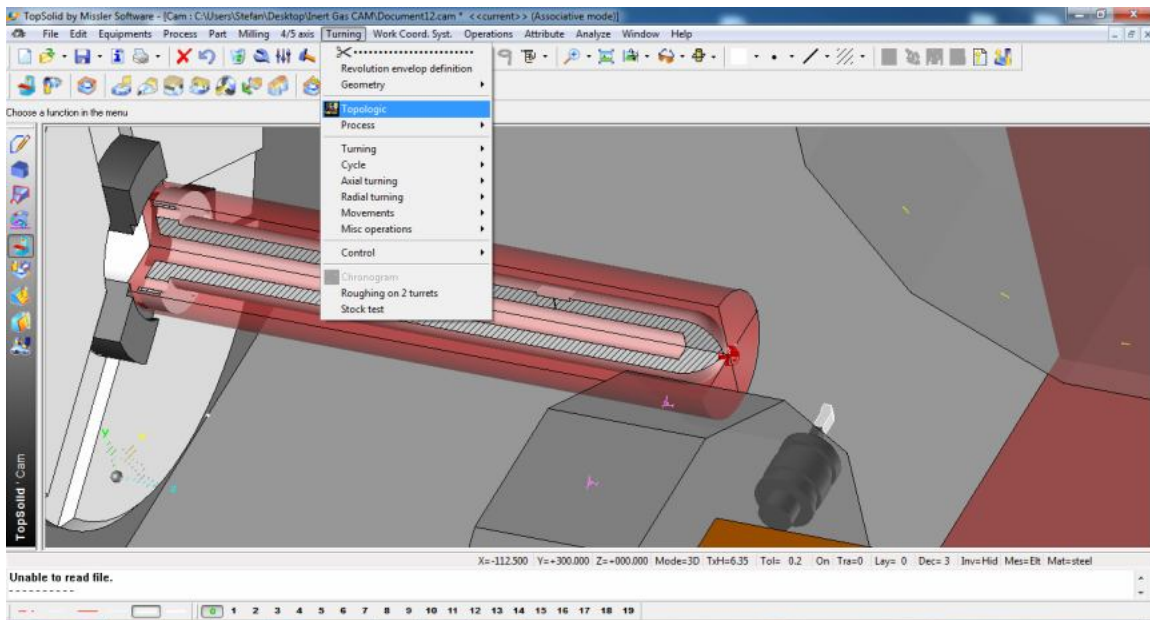 TopSolid by Missler Software - [Cam : C:\Users\Stefan\Desktop\Inert Gas CAM\Document12.cam * <<current>> (Associative mode)]
File Edit Equipments Process Part Milling 4/5 axis Turning Work Coord. Syst. Operations Attribute Analyze Window Help
Revolution envelop definition
Geometry
Choose a function in the menu
Topologic
Process
Turning
Cycle
Axial turning
Radial turning
Movements
Misc operations
Control
Chronogram
Roughing on 2 turrets
Stock test
y
TopSolid'Cam
X=-112.500 Y=+300.000 Z=+000.000 Mode=3D TxH=6.35 Tol= 0.2 On Tra=0 Lay= 0 Dec= 3 Inv=Hid Mes=Elt Mat=steel
Unable to read file.
----------
0 1 2 3 4 5 6 7 8 9 10 11 12 13 14 15 16 17 18 19